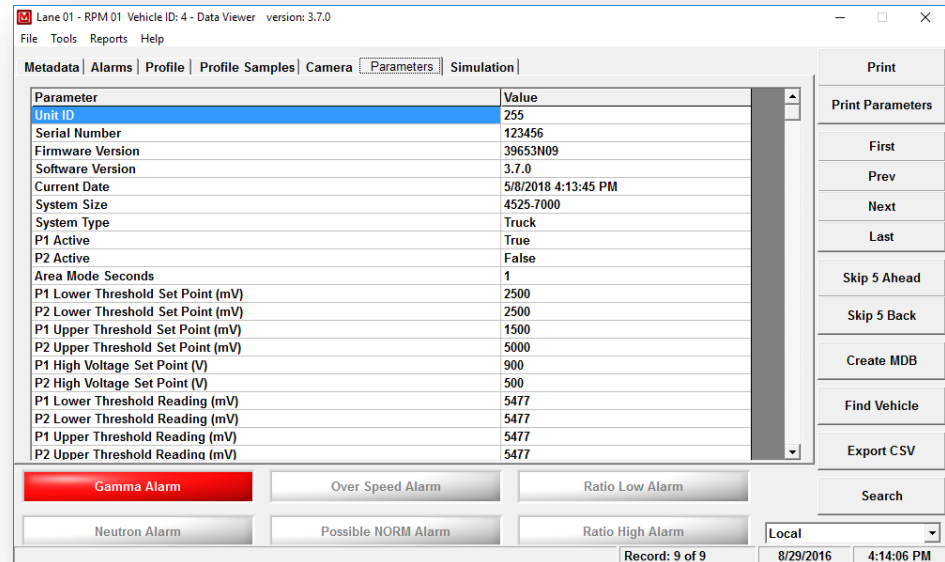 Lane 01 - RPM 01 Vehicle ID: 4 - Data Viewer version: 3.7.0
File Tools Reports Help
Metadata Alarms Profile Profile Samples Camera Parameters Simulation
Parameter Value
Unit ID 255
Serial Number 123456
Firmware Version 39653N09
Software Version 3.7.0
Current Date 5/8/2018 4:13:45 PM
System Size 4525-7000
System Type Truck
P1 Active True
P2 Active False
Area Mode Seconds 1
P1 Lower Threshold Set Point (mV) 2500
P2 Lower Threshold Set Point (mV) 2500
P1 Upper Threshold Set Point (mV) 1500
P2 Upper Threshold Set Point (mV) 5000
P1 High Voltage Set Point (V) 900
P2 High Voltage Set Point (V) 500
P1 Lower Threshold Reading (mV) 5477
P2 Lower Threshold Reading (mV) 5477
P1 Upper Threshold Reading (mV) 5477
P2 Upper Threshold Reading (mV) 5477
Print
Print Parameters
First
Prev
Next
Last
Skip 5 Ahead
Skip 5 Back
Create MDB
Find Vehicle
Export CSV
Search
Gamma Alarm Over Speed Alarm Ratio Low Alarm
Neutron Alarm Possible NORM Alarm Ratio High Alarm
Local
Record: 9 of 9 8/29/2016 4:14:06 PM